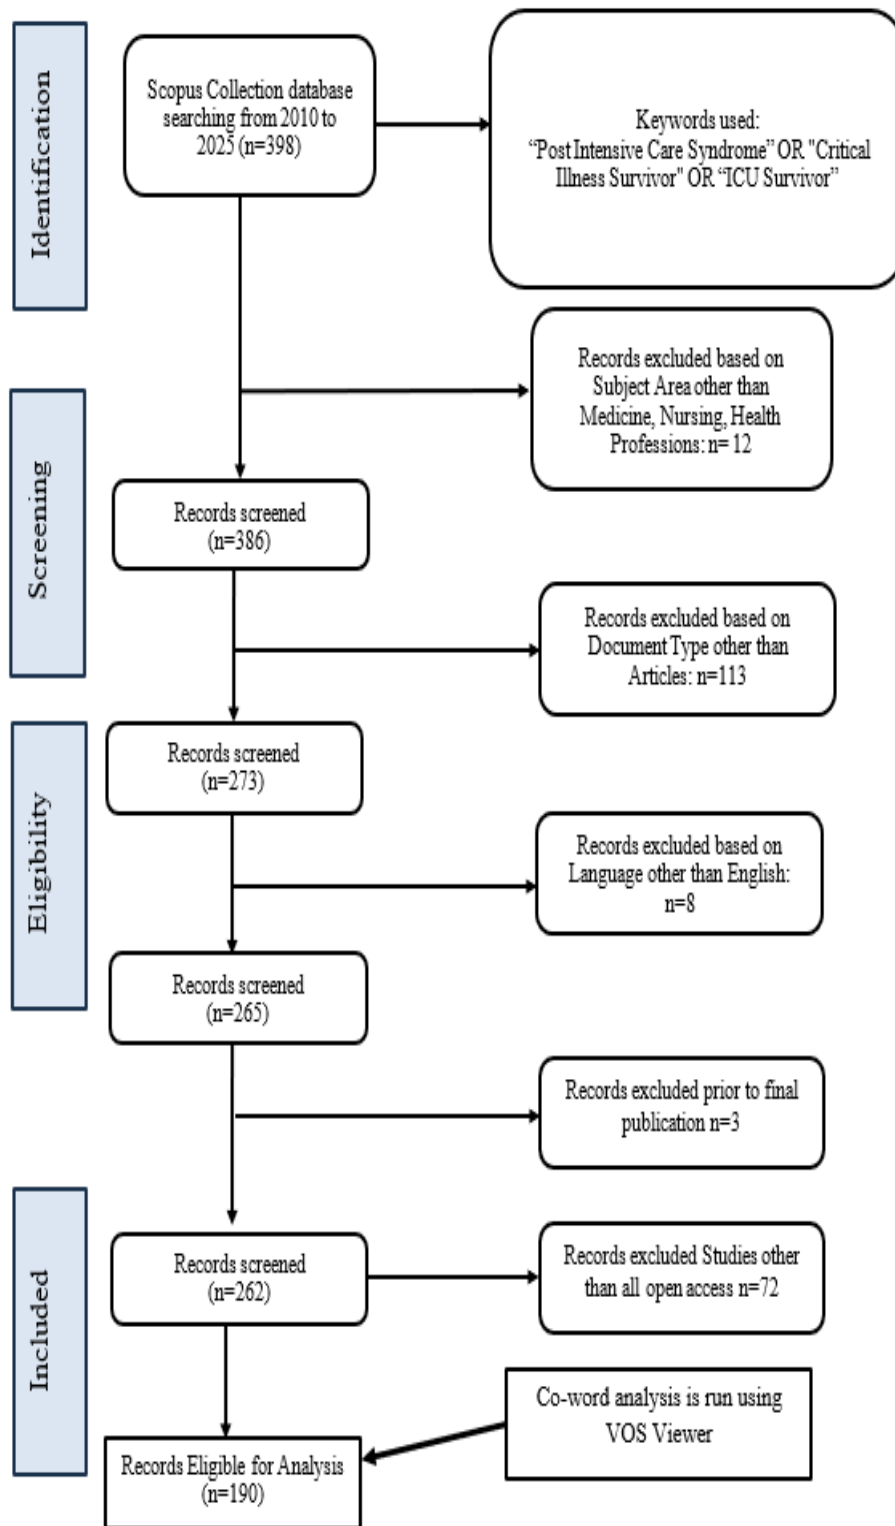 Identification
Scopus Collection database
searching from 2010 to
2025 (n=398)
Keywords used:
“Post Intensive Care Syndrome” OR "Critical
Illness Survivor" OR “ICU Survivor”
Records excluded based on
Subject Area other than
Medicine, Nursing, Health
Professions: n= 12
Screening
Records screened
(n=386)
Records excluded based on
Document Type other than
Articles: n=113
Eligibility
Records screened
(n=273)
Records excluded based on
Language other than English:
n=8
Records screened
(n=265)
Records excluded prior to final
publication n=3
Included
Records screened
(n=262)
Records excluded Studies other
than all open access n=72
Co-word analysis is run using
VOS Viewer
Records Eligible for Analysis
(n=190)